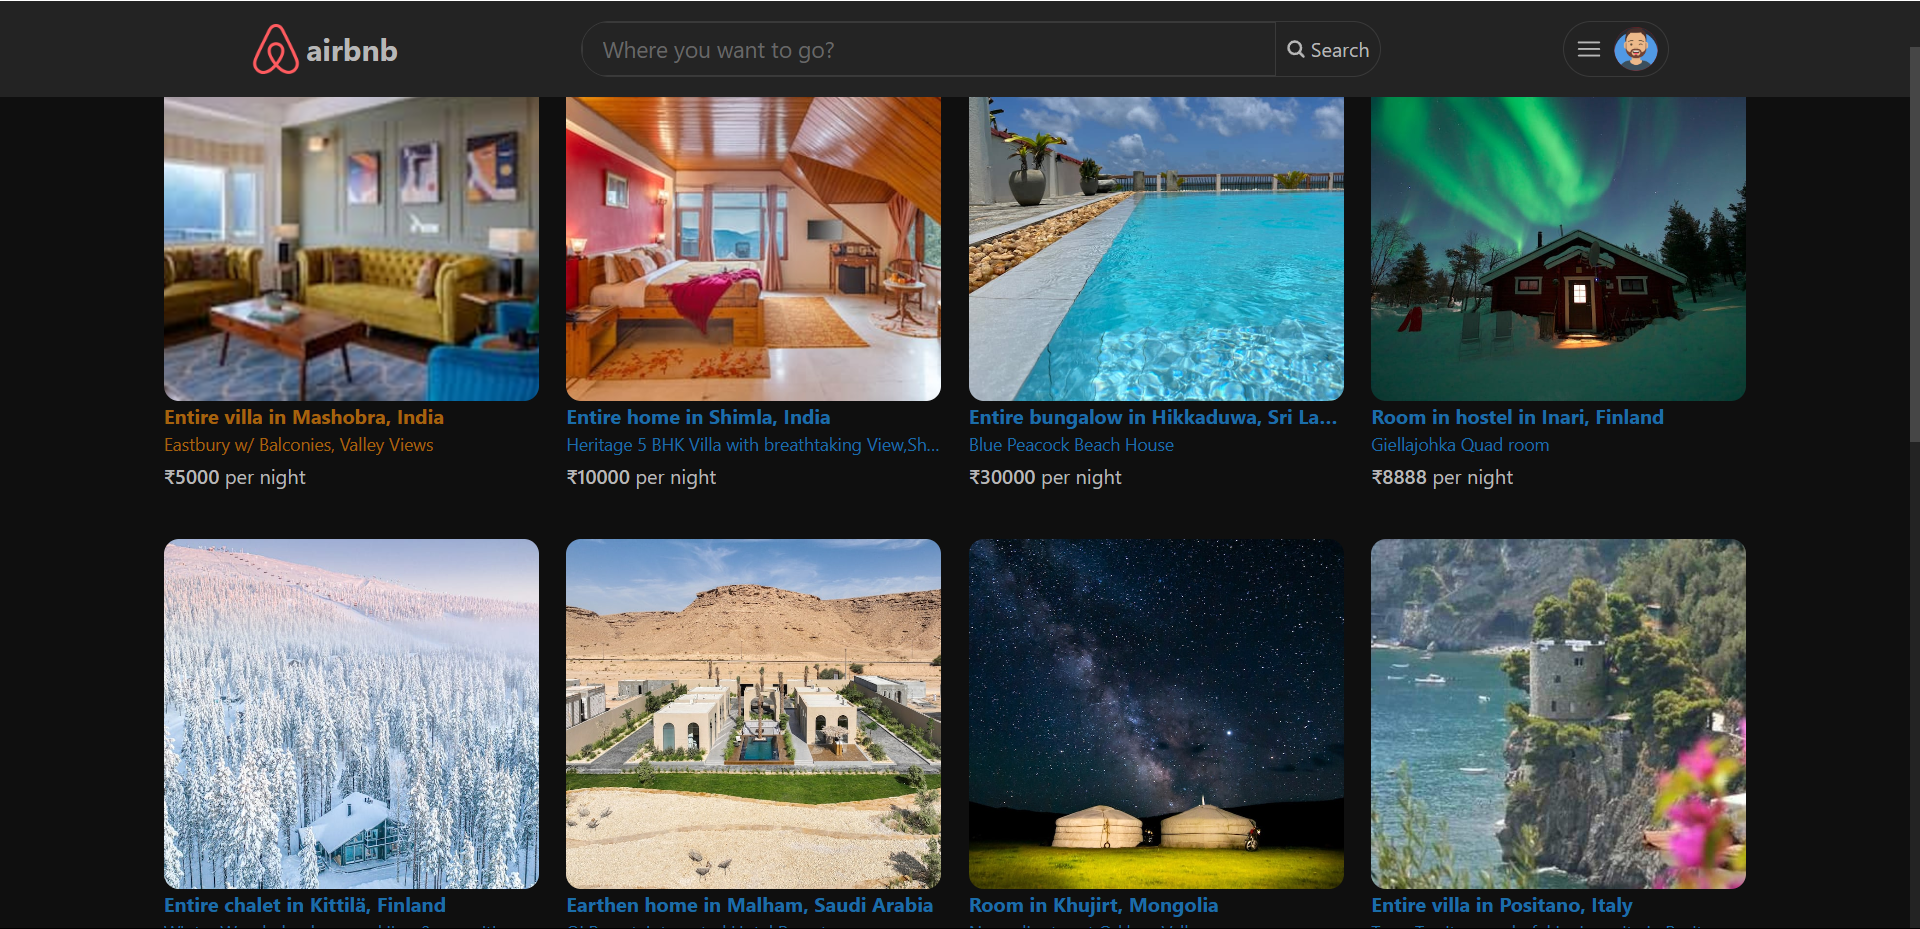 airbnb
Where you want to go?
Search
Entire villa in Mashobra, India
Eastbury w/ Balconies, Valley Views
₹5000 per night
Entire home in Shimla, India
Heritage 5 BHK Villa with breathtaking View,Sh...
₹10000 per night
Entire bungalow in Hikkaduwa, Sri La...
Blue Peacock Beach House
₹30000 per night
Room in hostel in Inari, Finland
Giellajohka Quad room
₹8888 per night
Entire chalet in Kittilä, Finland
Earthen home in Malham, Saudi Arabia
Room in Khujirt, Mongolia
Entire villa in Positano, Italy